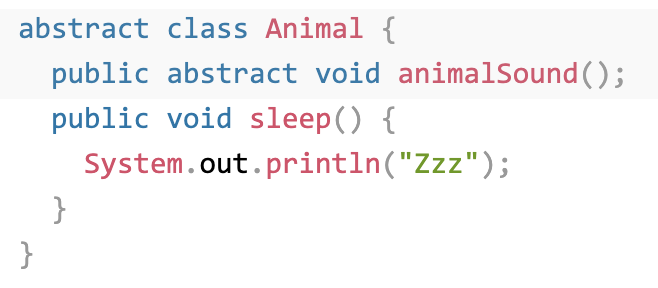 abstract class Animal {
  public abstract void animalSound();
  public void sleep() {
    System.out.println("Zzz");
  }
}